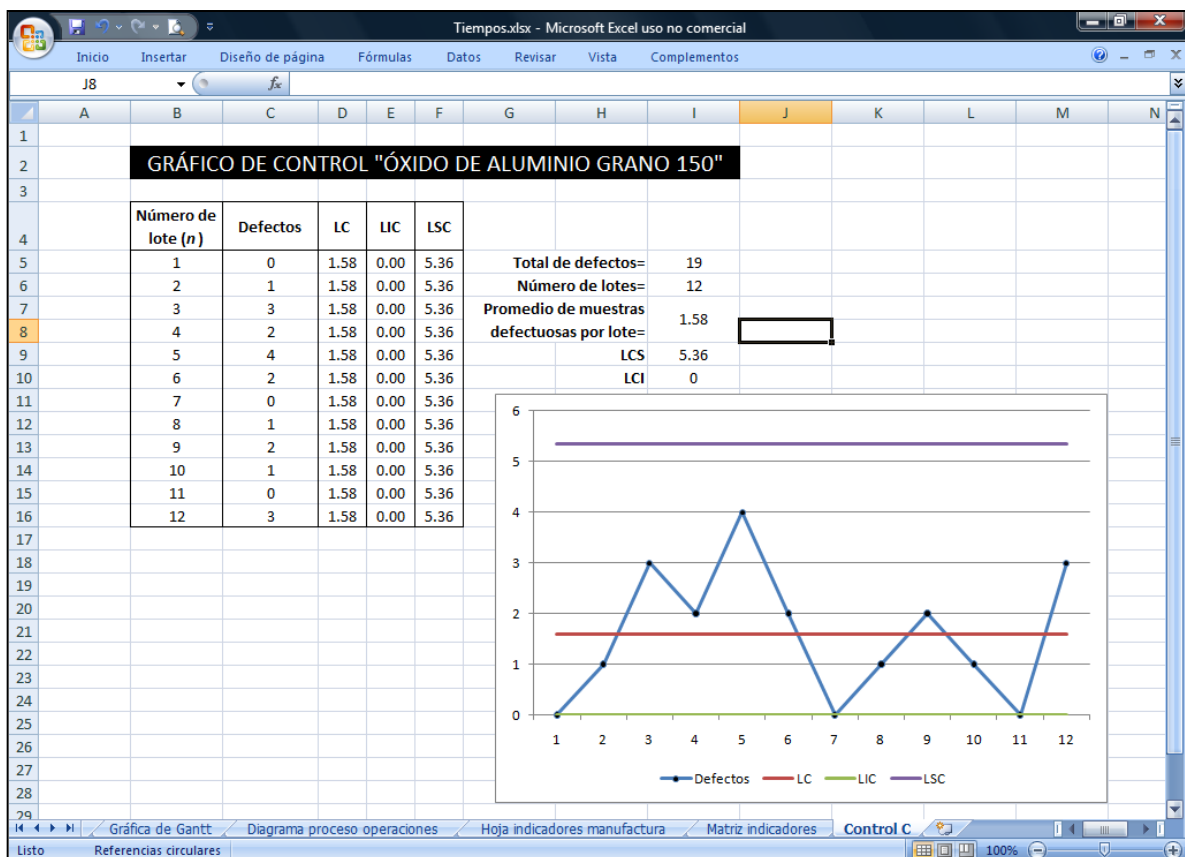 Tiempos.xlsx - Microsoft Excel uso no comercial
Inicio Insertar Diseño de página Fórmulas Datos Revisar Vista Complementos
J8 fx
A B C D E F G H I J K L M N
1
2 GRÁFICO DE CONTROL "ÓXIDO DE ALUMINIO GRANO 150"
3
Número de
4 lote (n) Defectos LC LIC LSC
5 1 0 1.58 0.00 5.36 Total de defectos= 19
6 2 1 1.58 0.00 5.36 Número de lotes= 12
7 3 3 1.58 0.00 5.36 Promedio de muestras
8 4 2 1.58 0.00 5.36 defectuosas por lote= 1.58
9 5 4 1.58 0.00 5.36 LCS 5.36
10 6 2 1.58 0.00 5.36 LCI 0
11 7 0 1.58 0.00 5.36
12 8 1 1.58 0.00 5.36
13 9 2 1.58 0.00 5.36
14 10 1 1.58 0.00 5.36
15 11 0 1.58 0.00 5.36
16 12 3 1.58 0.00 5.36
17
18
19
20
21
22
23
24
25
26
27
28
29
6
5
4
3
2
1
0
1 2 3 4 5 6 7 8 9 10 11 12
Defectos LC LIC LSC
Gráfica de Gantt Diagrama proceso operaciones Hoja indicadores manufactura Matriz indicadores Control C
Listo Referencias circulares 100%